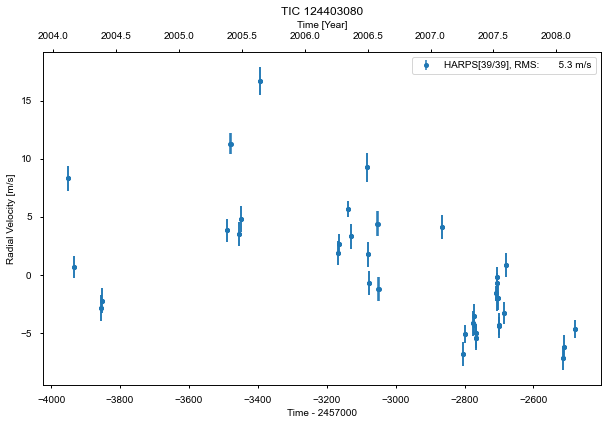 TIC 124403080
Time [Year]
2004.0 2004.5 2005.0 2005.5 2006.0 2006.5 2007.0 2007.5 2008.0
HARPS[39/39], RMS: 5.3 m/s
Radial Velocity [m/s]
15
10
5
0
−5
−4000 −3800 −3600 −3400 −3200 −3000 −2800 −2600
Time - 2457000